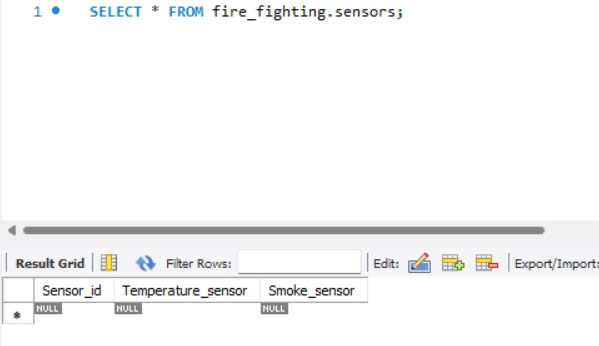 1 SELECT * FROM fire_fighting.sensors;
Result Grid Filter Rows: Edit: Export/Import:
Sensor_id Temperature_sensor Smoke_sensor
* NULL NULL NULL